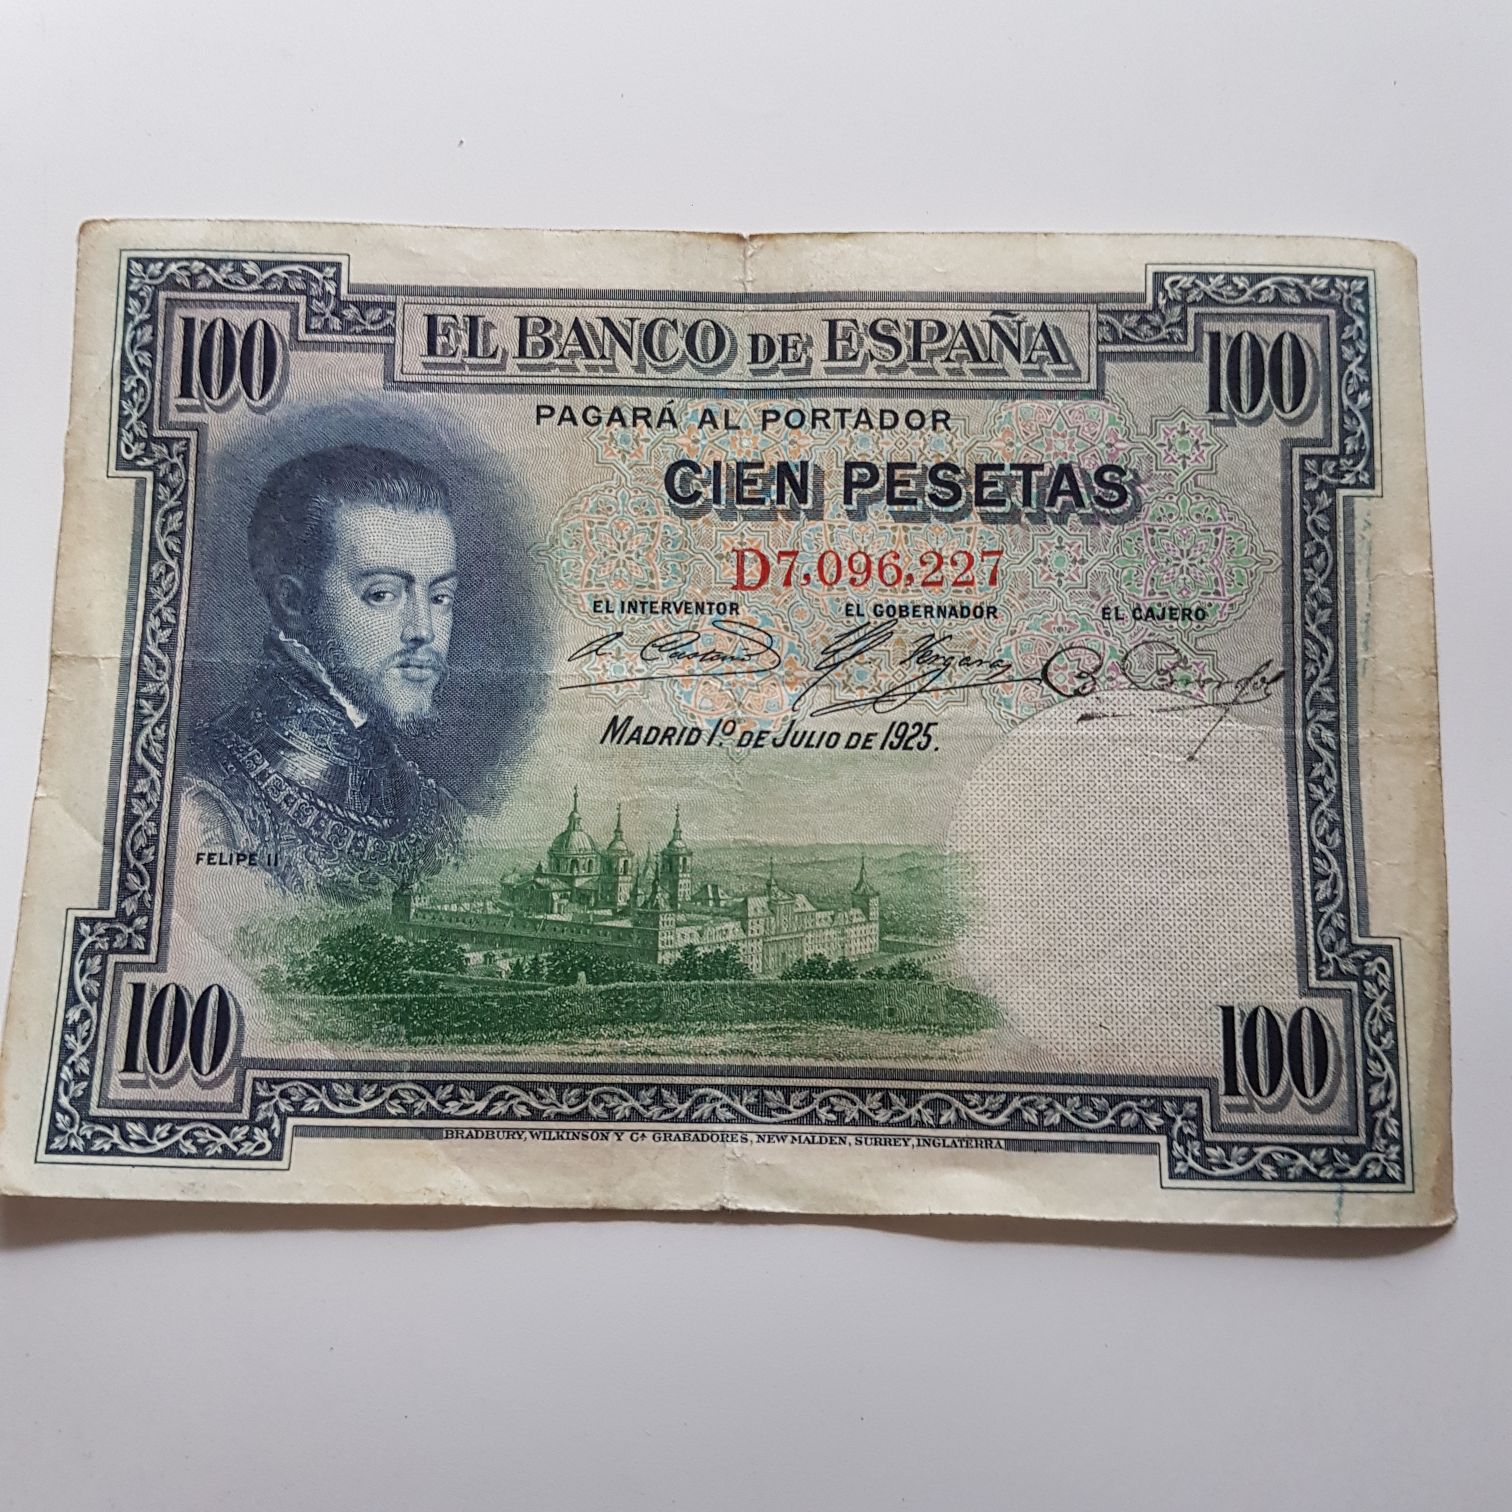 100
EL BANCO DE ESPAÑA
100
PAGARÁ AL PORTADOR
CIEN PESETAS
D7,096,227
EL INTERVENTOR EL GOBERNADOR EL CAJERO
Vergara
MADRID 1º DE JULIO DE 1925.
FELIPE II
100
100
BRADBURY, WILKINSON Y Cª GRABADORES, NEW MALDEN, SURREY, INGLATERRA